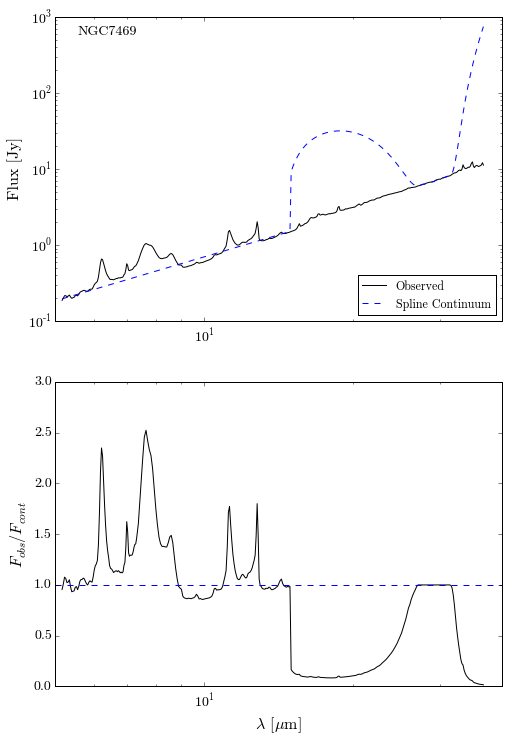 NGC7469
10^3
10^2
10^1
10^0
10^-1
Flux [Jy]
Observed
Spline Continuum
10^1
3.0
2.5
2.0
1.5
1.0
0.5
0.0
F_obs/F_cont
10^1
λ [μm]